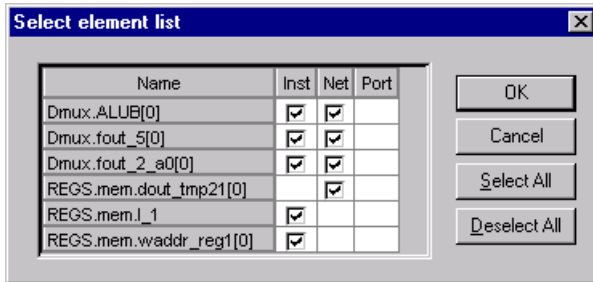 Select element list
Name Inst Net Port
Dmux.ALUB[0]
Dmux.fout_5[0]
Dmux.fout_2_a0[0]
REGS.mem.dout_tmp21[0]
REGS.mem.I_1
REGS.mem.waddr_reg1[0]
OK
Cancel
Select All
Deselect All